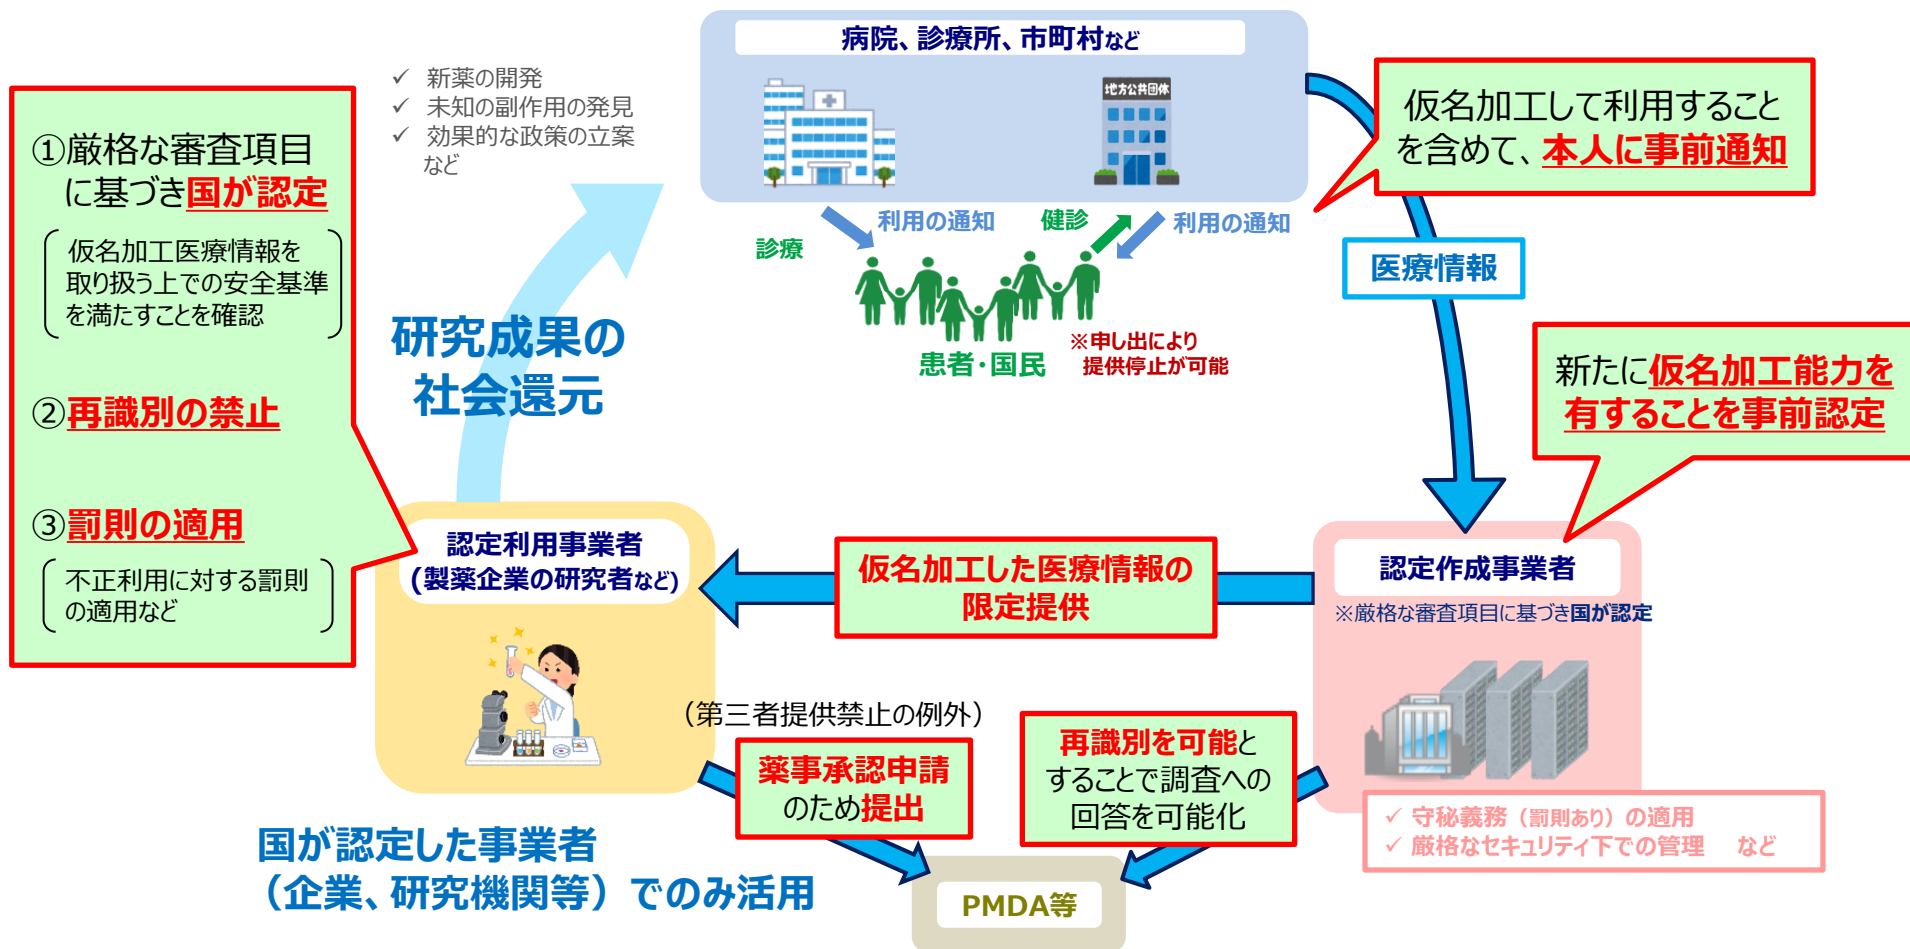 病院、診療所、市町村など
地方公共団体
✓ 新薬の開発
✓ 未知の副作用の発見
✓ 効果的な政策の立案
など
①厳格な審査項目
に基づき国が認定
仮名加工医療情報を
取り扱う上での安全基準
を満たすことを確認
②再識別の禁止
③罰則の適用
不正利用に対する罰則
の適用など
仮名加工して利用すること
を含めて、本人に事前通知
利用の通知
健診
利用の通知
診療
医療情報
患者・国民
※申し出により
提供停止が可能
研究成果の
社会還元
新たに仮名加工能力を
有することを事前認定
認定利用事業者
(製薬企業の研究者など)
仮名加工した医療情報の
限定提供
認定作成事業者
※厳格な審査項目に基づき国が認定
（第三者提供禁止の例外）
薬事承認申請
のため提出
再識別を可能と
することで調査への
回答を可能化
✓ 守秘義務（罰則あり）の適用
✓ 厳格なセキュリティ下での管理 など
国が認定した事業者
（企業、研究機関等）でのみ活用
PMDA等